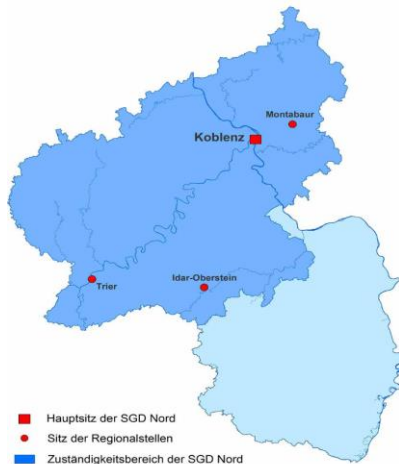 Montabaur
Koblenz
Idar-Oberstein
Trier
Hauptsitz der SGD Nord
Sitz der Regionalstellen
Zuständigkeitsbereich der SGD Nord